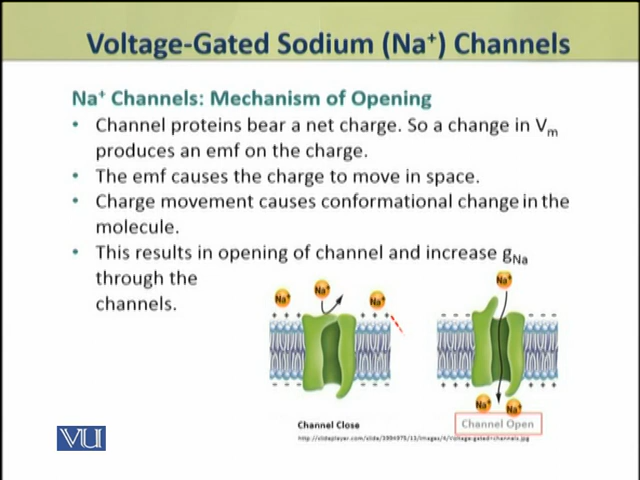 Voltage-Gated Sodium (Na⁺) Channels
Na⁺ Channels: Mechanism of Opening
• Channel proteins bear a net charge. So a change in Vₘ
produces an emf on the charge.
• The emf causes the charge to move in space.
• Charge movement causes conformational change in the
molecule.
• This results in opening of channel and increase gNa
through the
channels.
Na⁺
Na⁺
Na⁺
Na⁺
Na⁺
Na⁺
Channel Close
Channel Open
VU